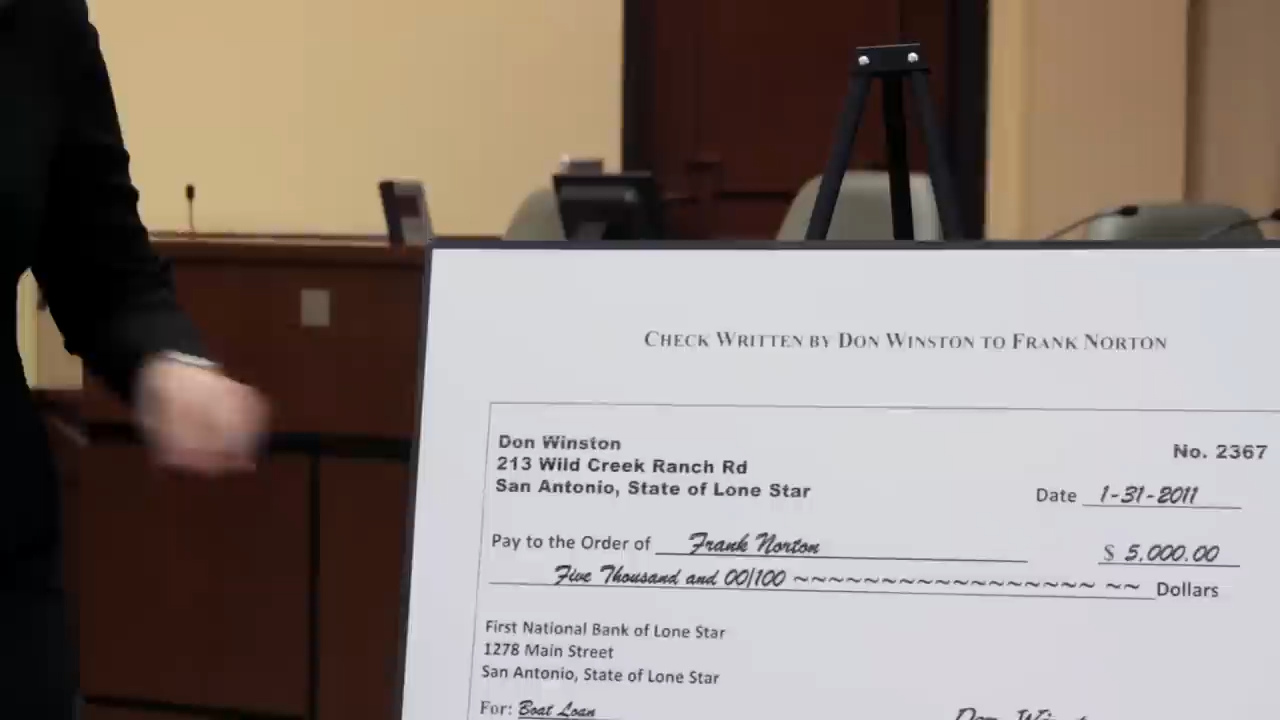 CHECK WRITTEN BY DON WINSTON TO FRANK NORTON
Don Winston
213 Wild Creek Ranch Rd
San Antonio, State of Lone Star
No. 2367
Date 1-31-2011
Pay to the Order of Frank Norton
$ 5,000.00
Five Thousand and 00/100 ~~~~~~~~~~~~~~~~~~ Dollars
First National Bank of Lone Star
1278 Main Street
San Antonio, State of Lone Star
For: Boat Loan
Don